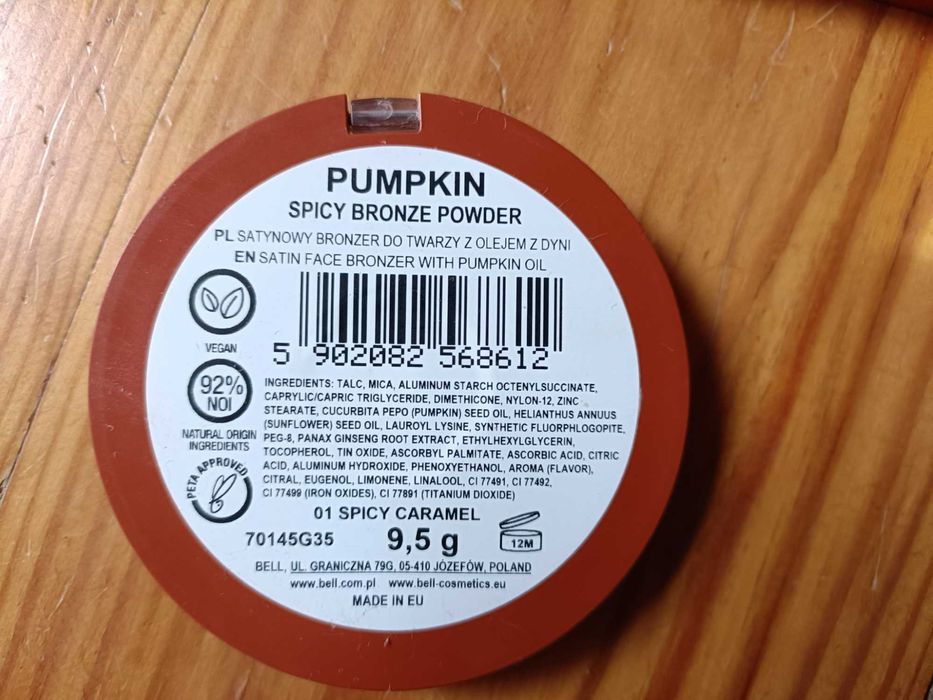 PUMPKIN
SPICY BRONZE POWDER
PL SATYNOWY BRONZER DO TWARZY Z OLEJEM Z DYNI
EN SATIN FACE BRONZER WITH PUMPKIN OIL
5 902082 568612
VEGAN
92%
NOI
NATURAL ORIGIN
INGREDIENTS
PETA APPROVED
INGREDIENTS: TALC, MICA, ALUMINUM STARCH OCTENYLSUCCINATE,
CAPRYLIC/CAPRIC TRIGLYCERIDE, DIMETHICONE, NYLON-12, ZINC
STEARATE, CUCURBITA PEPO (PUMPKIN) SEED OIL, HELIANTHUS ANNUUS
(SUNFLOWER) SEED OIL, LAUROYL LYSINE, SYNTHETIC FLUORPHLOGOPITE,
PEG-8, PANAX GINSENG ROOT EXTRACT, ETHYLHEXYLGLYCERIN,
TOCOPHEROL, TIN OXIDE, ASCORBYL PALMITATE, ASCORBIC ACID, CITRIC
ACID, ALUMINUM HYDROXIDE, PHENOXYETHANOL, AROMA (FLAVOR),
CITRAL, EUGENOL, LIMONENE, LINALOOL, CI 77491, CI 77492,
CI 77499 (IRON OXIDES), CI 77891 (TITANIUM DIOXIDE)
01 SPICY CARAMEL
70145G35
9,5 g
12M
BELL, UL. GRANICZNA 79G, 05-410 JÓZEFÓW, POLAND
www.bell.com.pl www.bell-cosmetics.eu
MADE IN EU